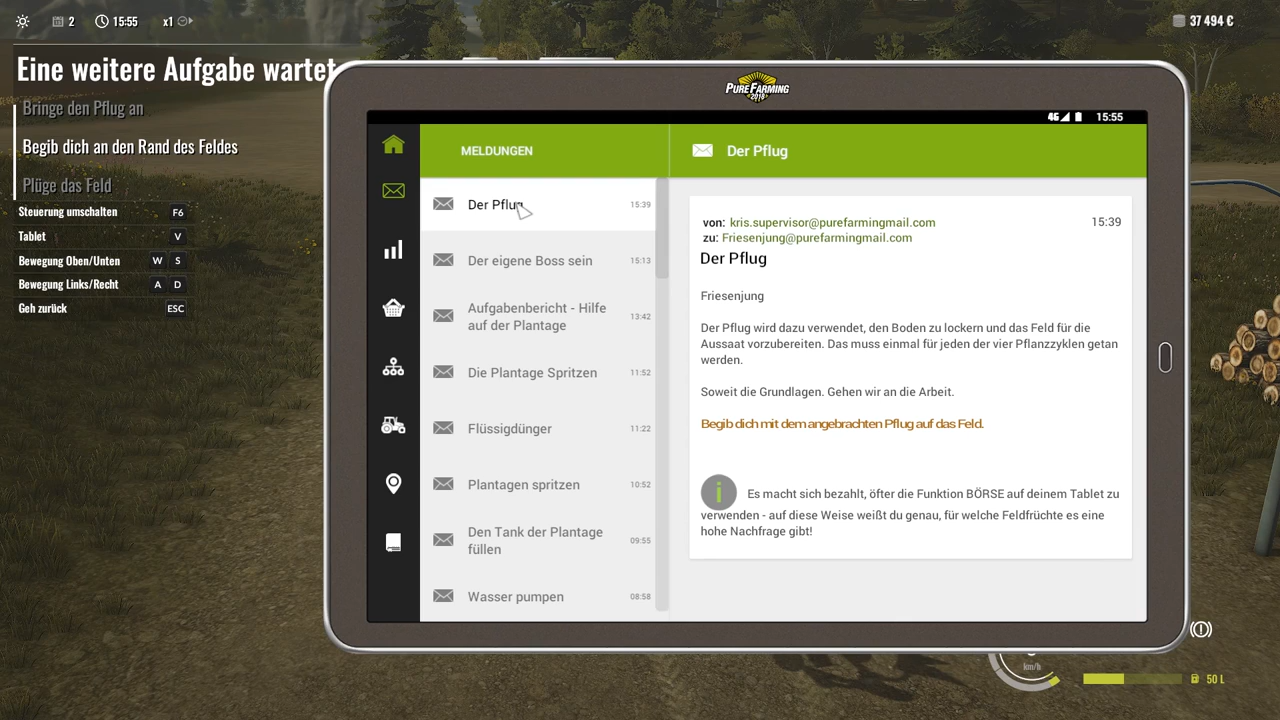 2
15:55
x1
37 494 €
Eine weitere Aufgabe wartet
Bringe den Pflug an
Begib dich an den Rand des Feldes
Plüge das Feld
Steuerung umschalten F6
Tablet V
Bewegung Oben/Unten W S
Bewegung Links/Recht A D
Geh zurück ESC
PURE FARMING
2018
4G 15:55
MELDUNGEN
Der Pflug 15:39
Der eigene Boss sein 15:13
Aufgabenbericht - Hilfe
auf der Plantage 13:42
Die Plantage Spritzen 11:52
Flüssigdünger 11:22
Plantagen spritzen 10:52
Den Tank der Plantage
füllen 09:55
Wasser pumpen 08:58
Der Pflug
von: kris.supervisor@purefarmingmail.com 15:39
zu: Friesenjung@purefarmingmail.com
Der Pflug
Friesenjung
Der Pflug wird dazu verwendet, den Boden zu lockern und das Feld für die
Aussaat vorzubereiten. Das muss einmal für jeden der vier Pflanzzyklen getan
werden.
Soweit die Grundlagen. Gehen wir an die Arbeit.
Begib dich mit dem angebrachten Pflug auf das Feld.
i Es macht sich bezahlt, öfter die Funktion BÖRSE auf deinem Tablet zu
verwenden - auf diese Weise weißt du genau, für welche Feldfrüchte es eine
hohe Nachfrage gibt!
km/h
50 L